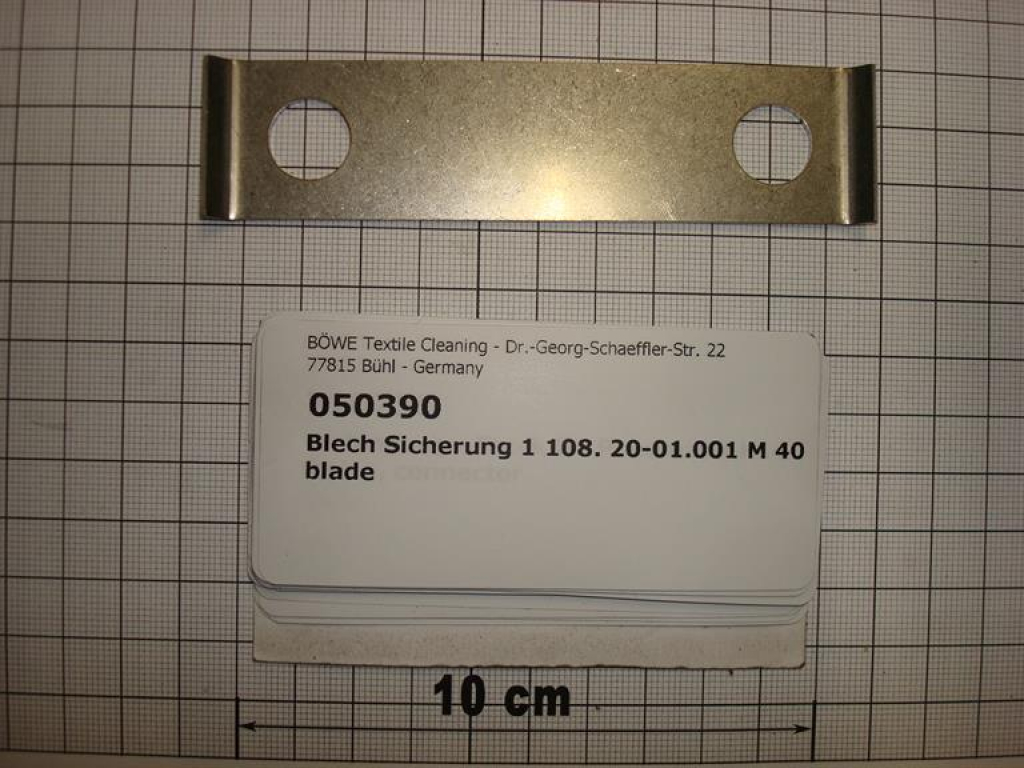 BÖWE Textile Cleaning - Dr.-Georg-Schaeffler-Str. 22
77815 Bühl - Germany
050390
Blech Sicherung 1 108. 20-01.001 M 40
blade connector
10 cm